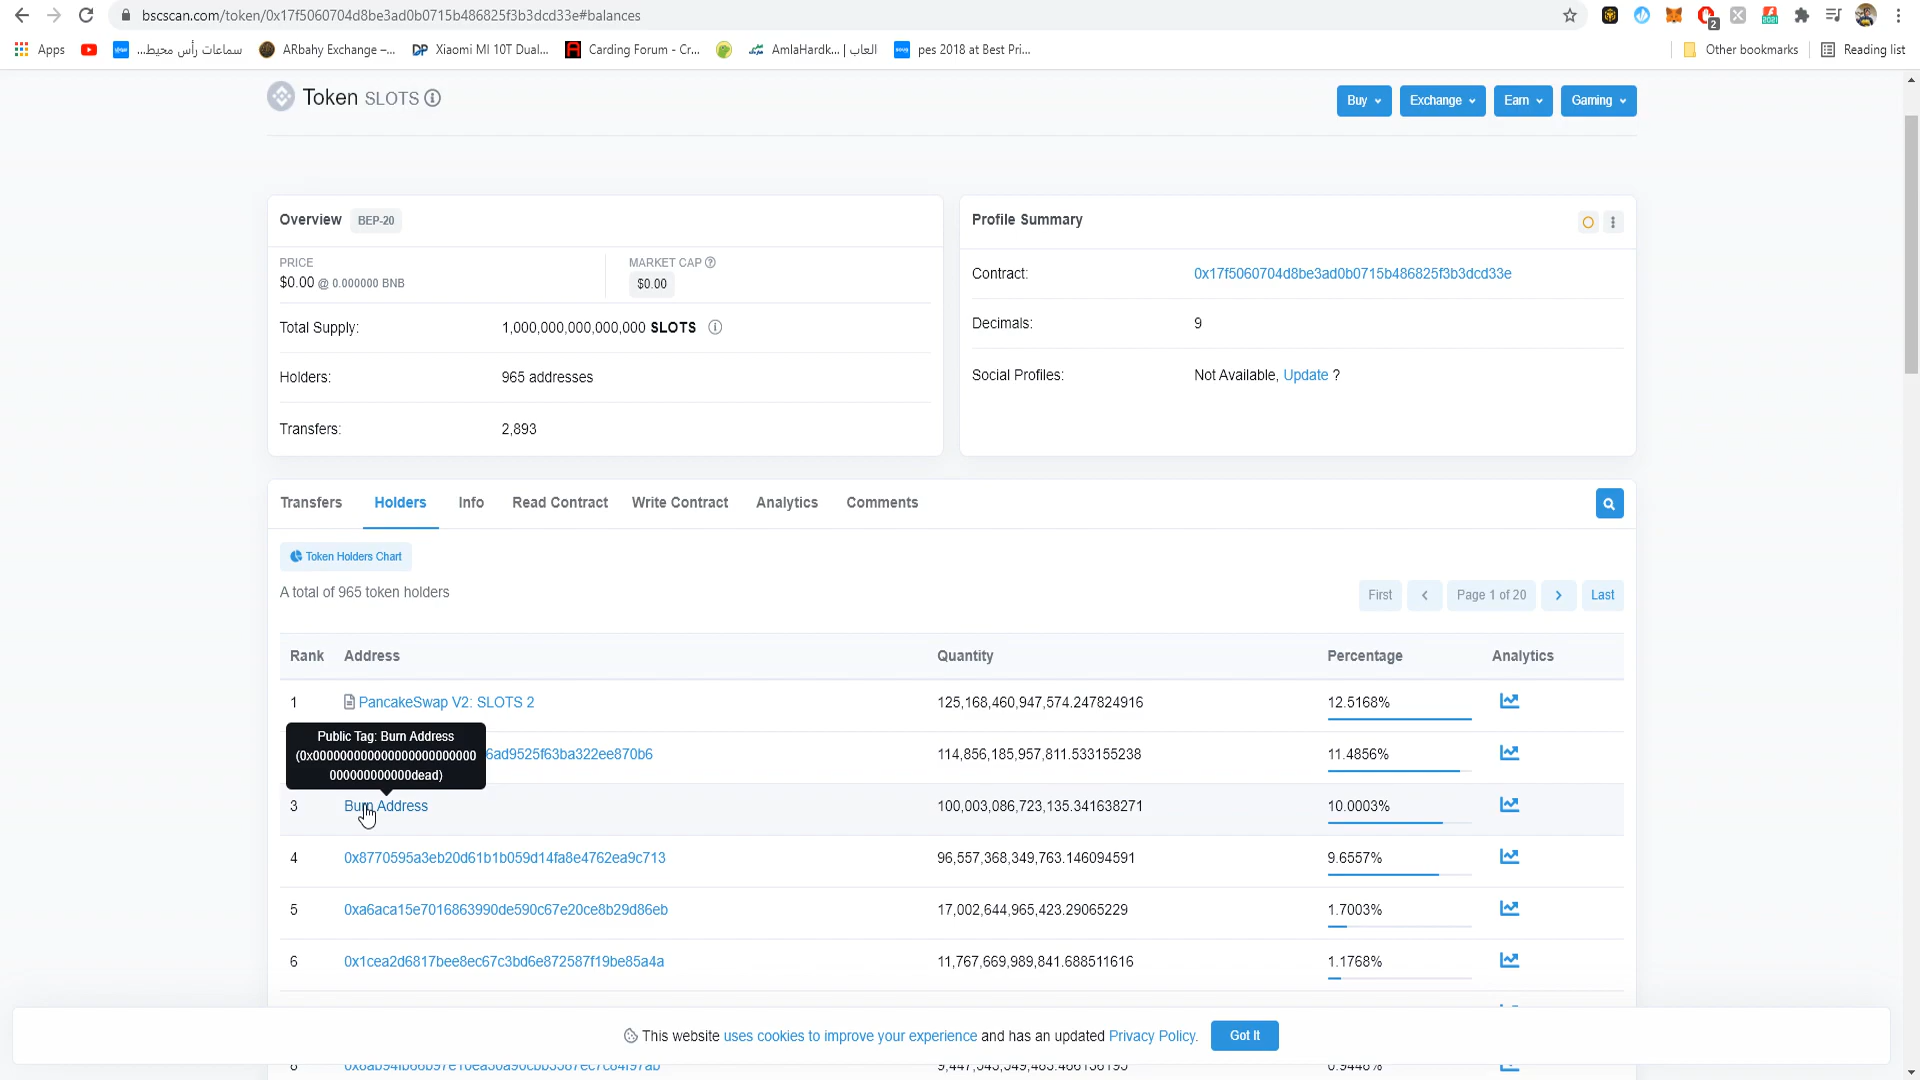 bscscan.com/token/0x17f5060704d8be3ad0b0715b486825f3b3dcd33e#balances
2
2021
Apps
سماعات رأس محيط...
ARbahy Exchange –...
DP Xiaomi MI 10T Dual...
Carding Forum - Cr...
العاب | AmlaHardk...
pes 2018 at Best Pri...
Other bookmarks
Reading list
Token SLOTS
Buy
Exchange
Earn
Gaming
Overview BEP-20
PRICE
$0.00 @ 0.000000 BNB
MARKET CAP
$0.00
Total Supply: 1,000,000,000,000,000 SLOTS
Holders: 965 addresses
Transfers: 2,893
Profile Summary
Contract: 0x17f5060704d8be3ad0b0715b486825f3b3dcd33e
Decimals: 9
Social Profiles: Not Available, Update ?
Transfers Holders Info Read Contract Write Contract Analytics Comments
Token Holders Chart
A total of 965 token holders
First < Page 1 of 20 > Last
Rank Address Quantity Percentage Analytics
1 PancakeSwap V2: SLOTS 2 125,168,460,947,574.247824916 12.5168%
Public Tag: Burn Address
(0x00000000000000000000000000
000000000000dead)
6ad9525f63ba322ee870b6 114,856,185,957,811.533155238 11.4856%
3 Burn Address 100,003,086,723,135.341638271 10.0003%
4 0x8770595a3eb20d61b1b059d14fa8e4762ea9c713 96,557,368,349,763.146094591 9.6557%
5 0xa6aca15e7016863990de590c67e20ce8b29d86eb 17,002,644,965,423.29065229 1.7003%
6 0x1cea2d6817bee8ec67c3bd6e872587f19be85a4a 11,767,669,989,841.688511616 1.1768%
This website uses cookies to improve your experience and has an updated Privacy Policy. Got It